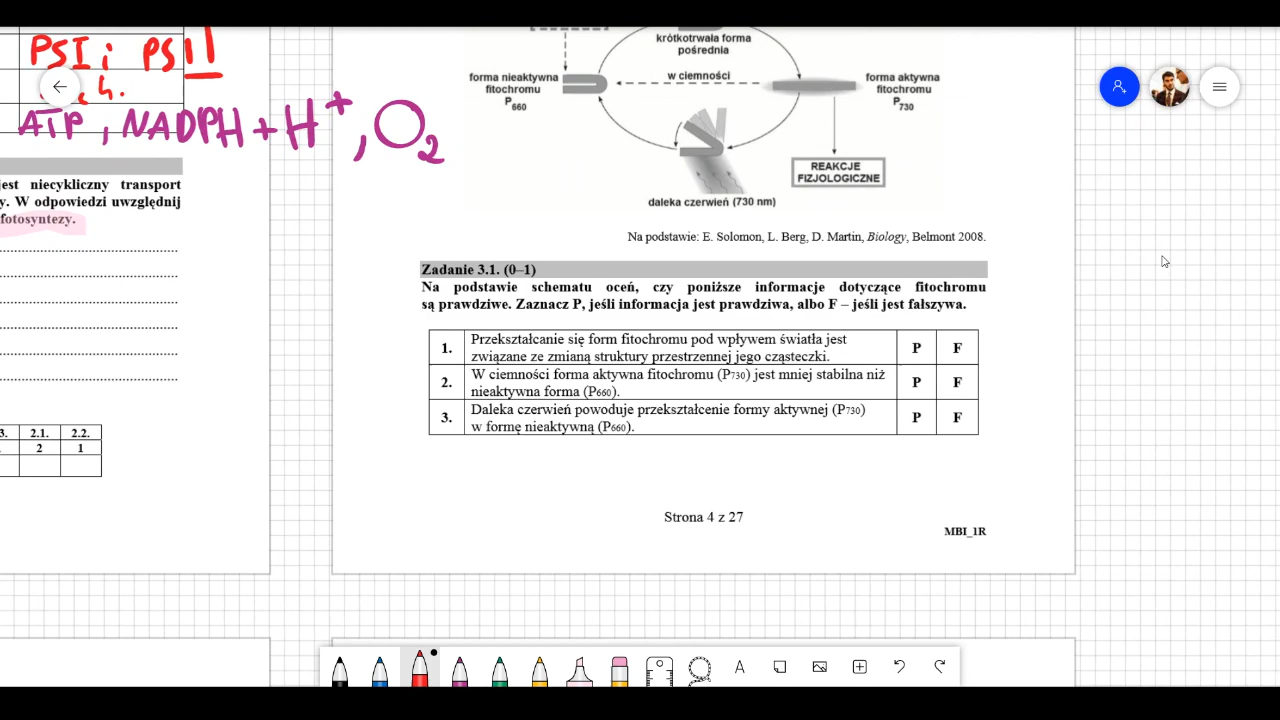 PSI i PSII
ch.
ATP, NADPH + H⁺, O₂
jest niecykliczny transport
y. W odpowiedzi uwzględnij
fotosyntezy.
3. 2.1. 2.2.
2 1
krótkotrwała forma
pośrednia
forma nieaktywna
fitochromu
P660
w ciemności
forma aktywna
fitochromu
P730
REAKCJE
FIZJOLOGICZNE
daleka czerwień (730 nm)
Na podstawie: E. Solomon, L. Berg, D. Martin, Biology, Belmont 2008.
Zadanie 3.1. (0–1)
Na podstawie schematu oceń, czy poniższe informacje dotyczące fitochromu
są prawdziwe. Zaznacz P, jeśli informacja jest prawdziwa, albo F – jeśli jest fałszywa.
1. Przekształcanie się form fitochromu pod wpływem światła jest
związane ze zmianą struktury przestrzennej jego cząsteczki. P F
2. W ciemności forma aktywna fitochromu (P730) jest mniej stabilna niż
nieaktywna forma (P660). P F
3. Daleka czerwień powoduje przekształcenie formy aktywnej (P730)
w formę nieaktywną (P660). P F
Strona 4 z 27
MBI_1R
A